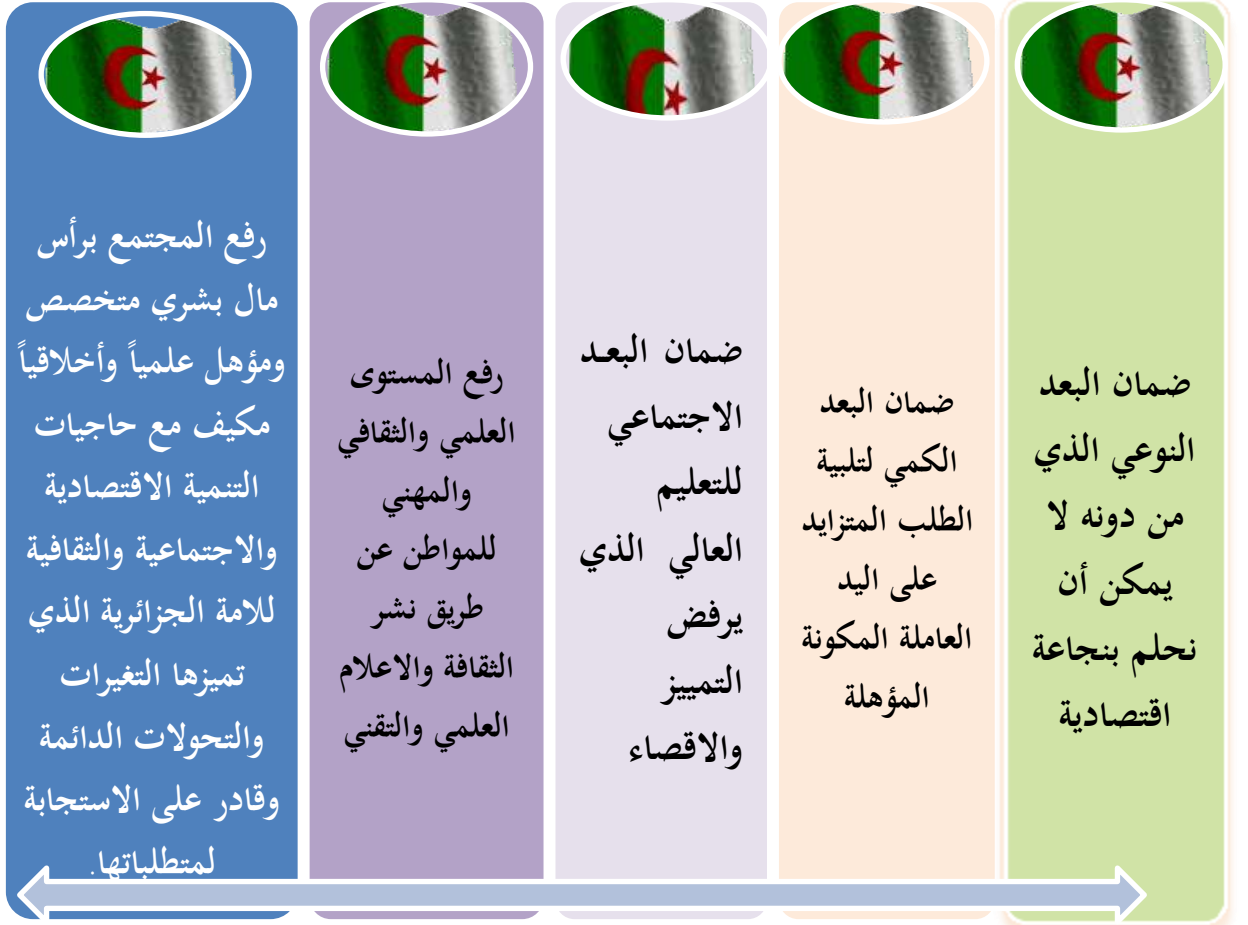 ضمان البعد
النوعي الذي
من دونه لا
يمكن أن
نحلم بنجاعة
اقتصادية
ضمان البعد
الكمي لتلبية
الطلب المتزايد
على اليد
العاملة المكونة
المؤهلة
ضمان البعد
الاجتماعي
للتعليم
العالي الذي
يرفض
التمييز
والاقصاء
رفع المستوى
العلمي والثقافي
والمهني
للمواطن عن
طريق نشر
الثقافة والاعلام
العلمي والتقني
رفع المجتمع برأس
مال بشري متخصص
ومؤهل علمياً وأخلاقياً
مكيف مع حاجيات
التنمية الاقتصادية
والاجتماعية والثقافية
للامة الجزائرية الذي
تميزها التغيرات
والتحولات الدائمة
وقادر على الاستجابة
لمتطلباتها.